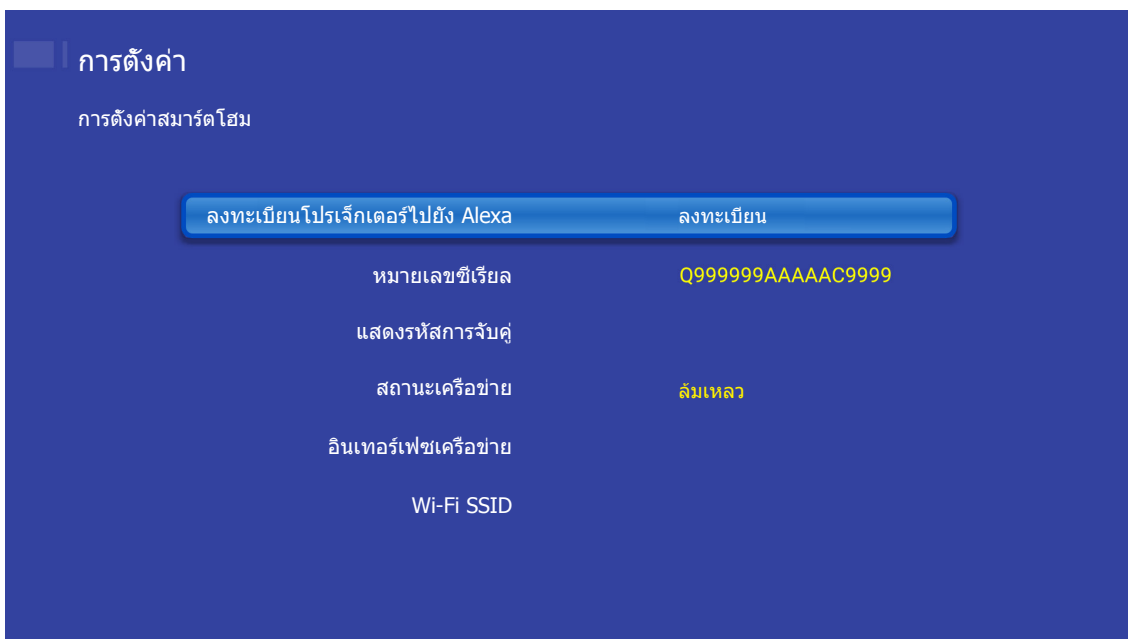 การตั้งค่า
การตั้งค่าสมาร์ตโฮม
ลงทะเบียนโปรเจ็กเตอร์ไปยัง Alexa ลงทะเบียน
หมายเลขซีเรียล Q999999AAAAAC9999
แสดงรหัสการจับคู่
สถานะเครือข่าย ล้มเหลว
อินเทอร์เฟซเครือข่าย
Wi-Fi SSID